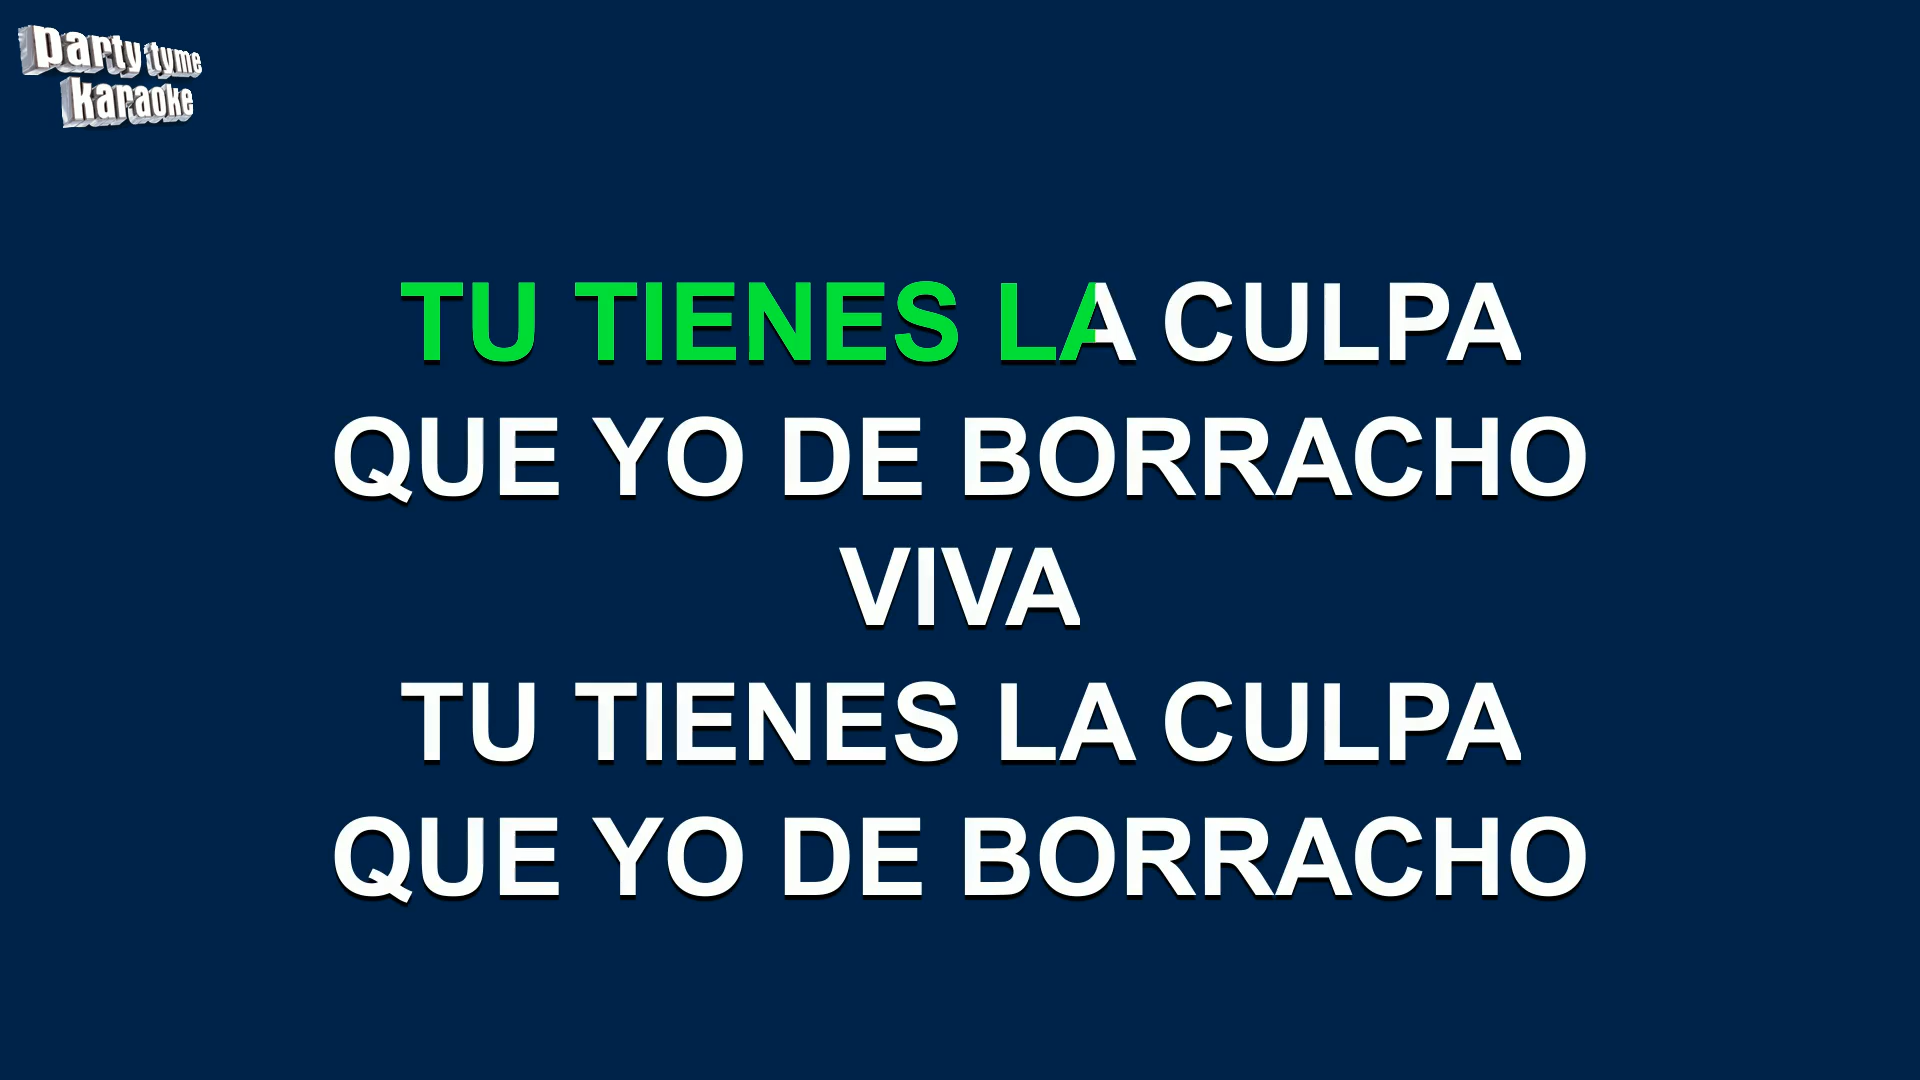 party tyme
karaoke
TU TIENES LA CULPA
QUE YO DE BORRACHO
VIVA
TU TIENES LA CULPA
QUE YO DE BORRACHO